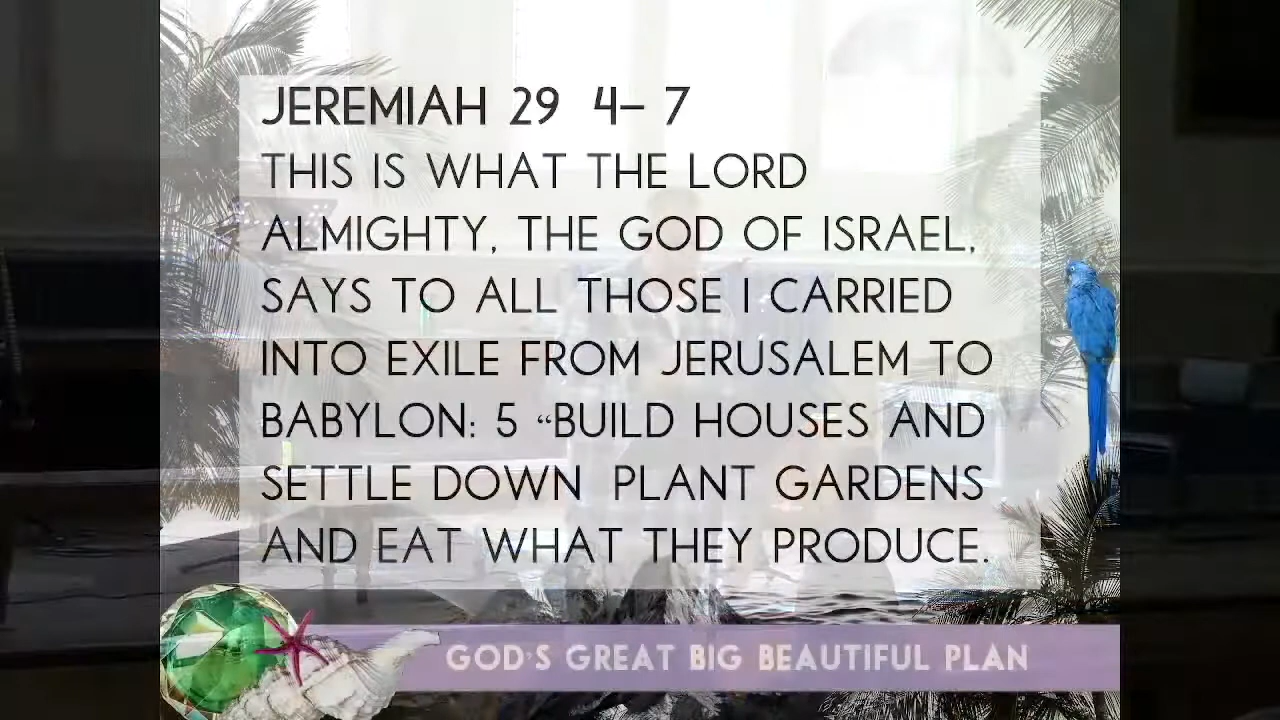 JEREMIAH 29 4– 7
THIS IS WHAT THE LORD
ALMIGHTY, THE GOD OF ISRAEL,
SAYS TO ALL THOSE I CARRIED
INTO EXILE FROM JERUSALEM TO
BABYLON: 5 “BUILD HOUSES AND
SETTLE DOWN PLANT GARDENS
AND EAT WHAT THEY PRODUCE.
GOD'S GREAT BIG BEAUTIFUL PLAN